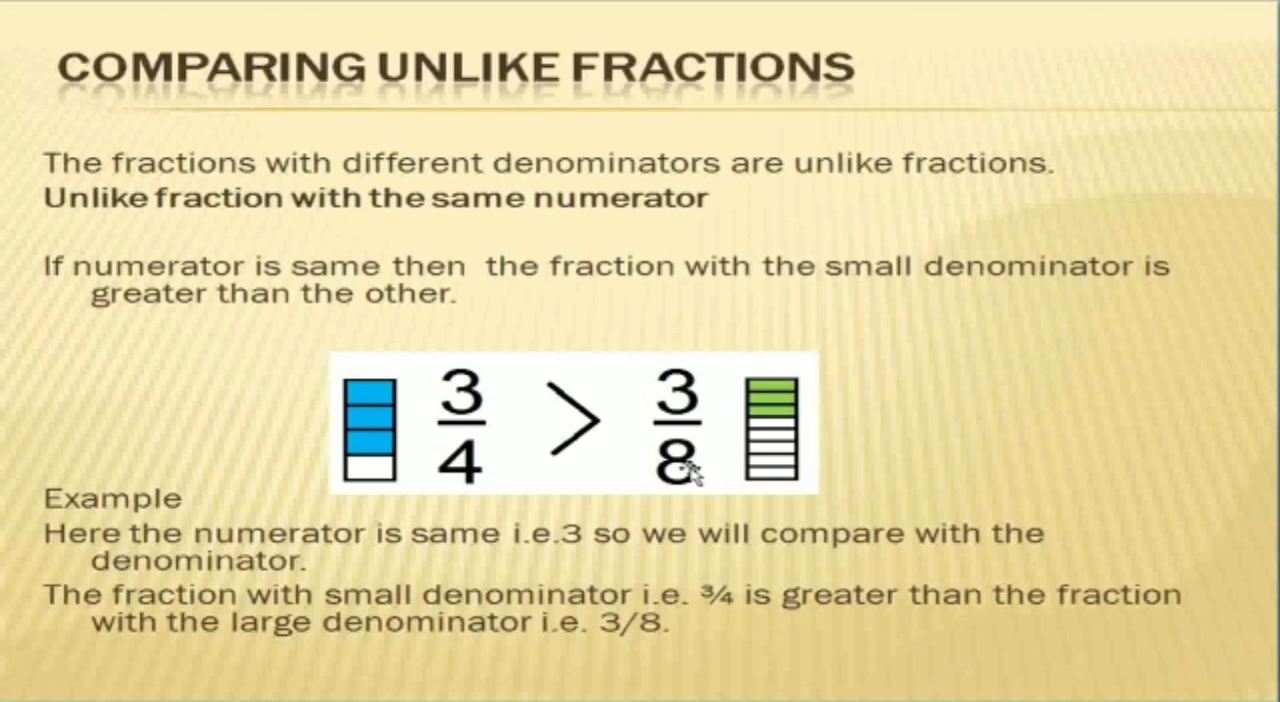 COMPARING UNLIKE FRACTIONS
The fractions with different denominators are unlike fractions.
Unlike fraction with the same numerator
If numerator is same then the fraction with the small denominator is
greater than the other.
3/4 > 3/8
Example
Here the numerator is same i.e.3 so we will compare with the
denominator.
The fraction with small denominator i.e. ¾ is greater than the fraction
with the large denominator i.e. 3/8.